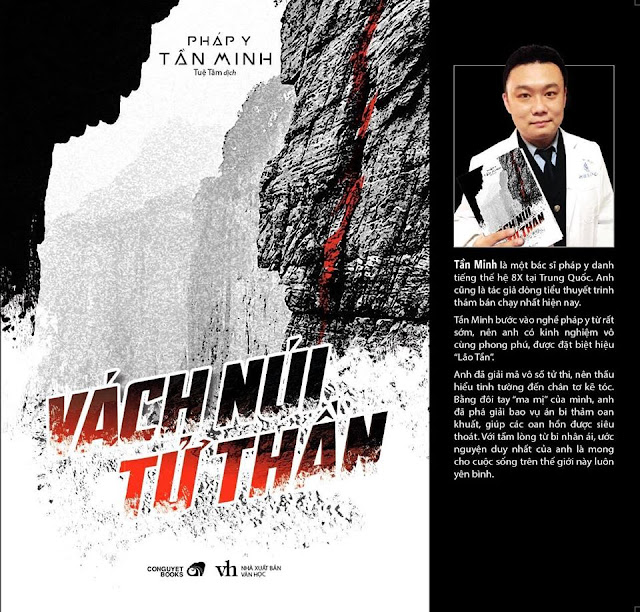 PHÁP Y
TẦN MINH
Tuệ Tâm dịch
VÁCH NÚI
TỬ THẦN
CONGUYET
BOOKS
vh
NHÀ XUẤT BẢN
VĂN HỌC
VÁCH NÚI
TỬ THẦN
Tần Minh là một bác sĩ pháp y danh
tiếng thế hệ 8X tại Trung Quốc. Anh
cũng là tác giả dòng tiểu thuyết trinh
thám bán chạy nhất hiện nay.
Tần Minh bước vào nghề pháp y từ rất
sớm, nên anh có kinh nghiệm vô
cùng phong phú, được đặt biệt hiệu
“Lão Tần”.
Anh đã giải mã vô số tử thi, nên thấu
hiểu tinh tường đến chân tơ kẽ tóc.
Bằng đôi tay “ma mị” của mình, anh
đã phá giải bao vụ án bi thảm oan
khuất, giúp các oan hồn được siêu
thoát. Với tấm lòng từ bi nhân ái, ước
nguyện duy nhất của anh là mong
cho cuộc sống trên thế giới này luôn
yên bình.